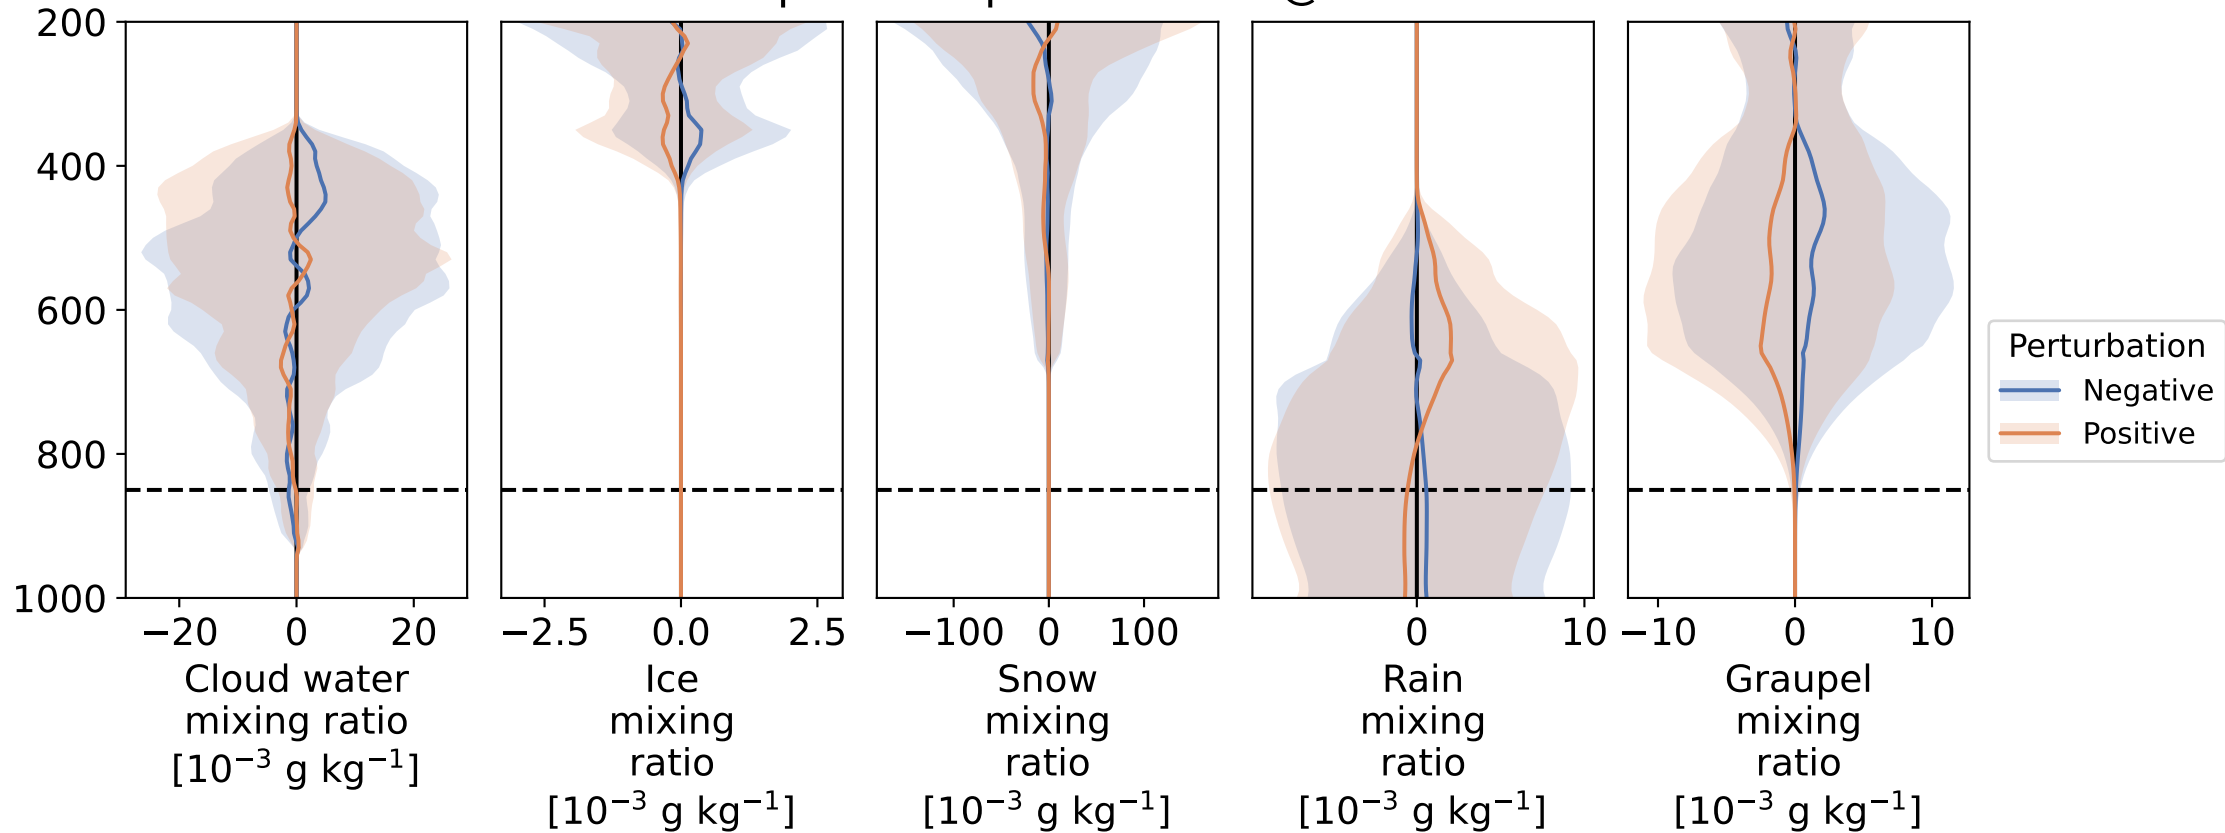 200
400
600
800
1000
−20 0 20
−2.5 0.0 2.5
−100 0 100
0 10
−10 0 10
Cloud water
mixing ratio
[10⁻³ g kg⁻¹]
Ice
mixing
ratio
[10⁻³ g kg⁻¹]
Snow
mixing
ratio
[10⁻³ g kg⁻¹]
Rain
mixing
ratio
[10⁻³ g kg⁻¹]
Graupel
mixing
ratio
[10⁻³ g kg⁻¹]
Perturbation
Negative
Positive